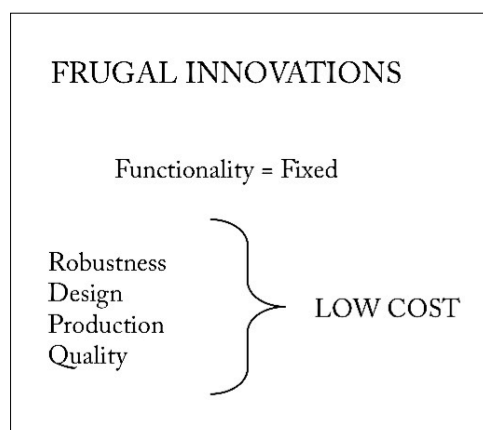 FRUGAL INNOVATIONS
Functionality = Fixed
Robustness
Design
Production
Quality
LOW COST